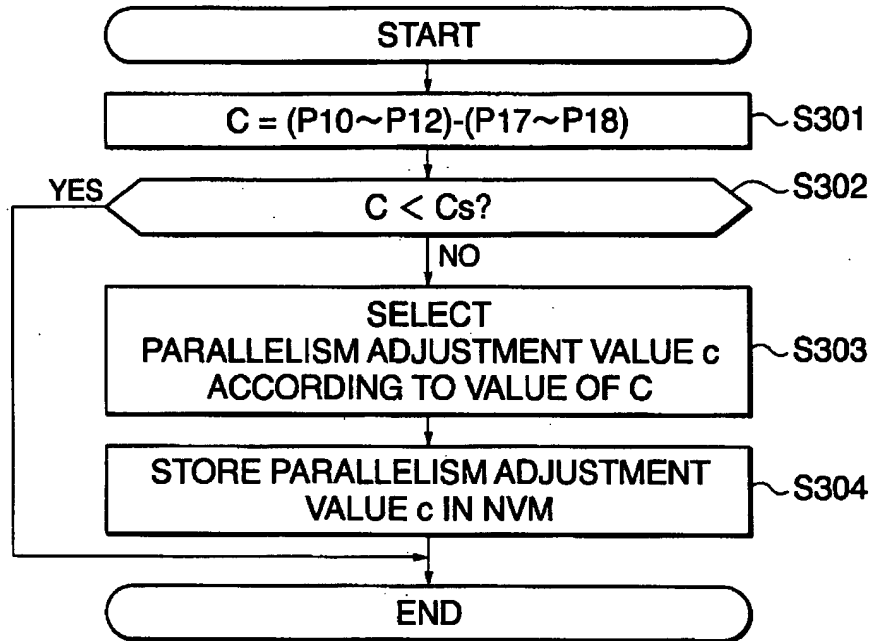 START
C = (P10~P12)-(P17~P18)
S301
YES
C < Cs?
S302
NO
SELECT
PARALLELISM ADJUSTMENT VALUE c
ACCORDING TO VALUE OF C
S303
STORE PARALLELISM ADJUSTMENT
VALUE c IN NVM
S304
END